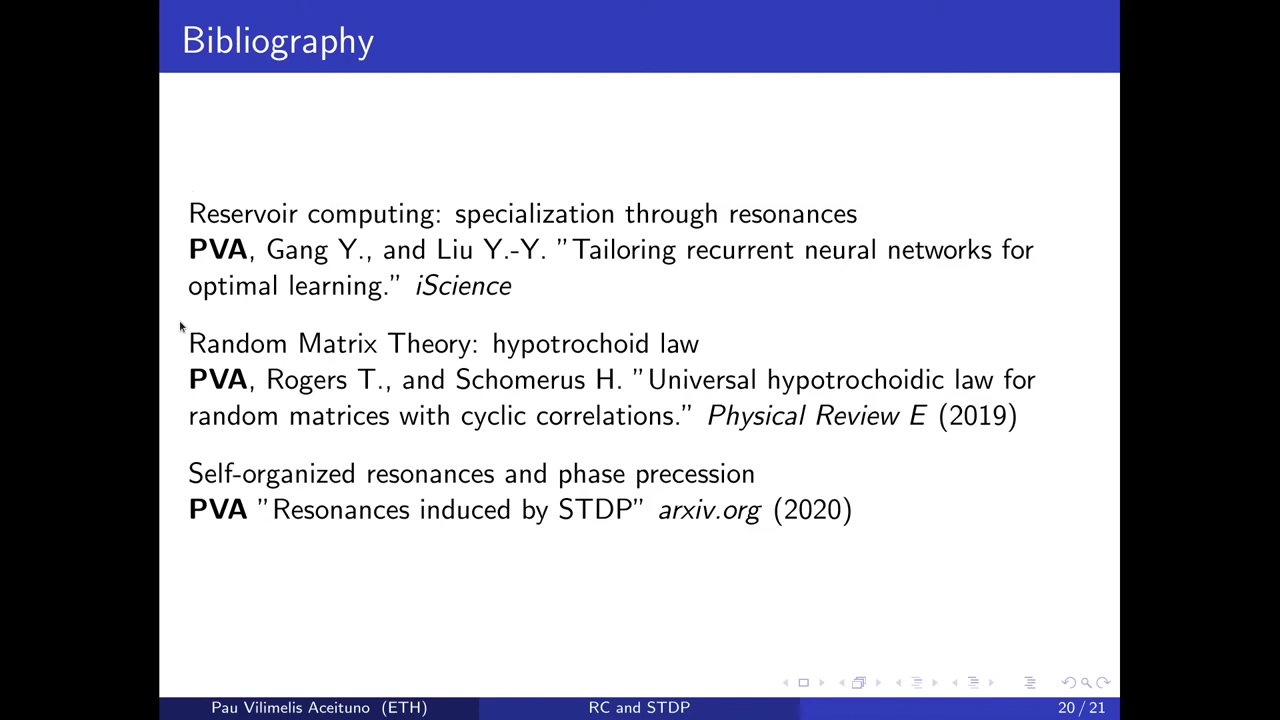 Bibliography
Reservoir computing: specialization through resonances
PVA, Gang Y., and Liu Y.-Y. ”Tailoring recurrent neural networks for
optimal learning.” iScience
Random Matrix Theory: hypotrochoid law
PVA, Rogers T., and Schomerus H. ”Universal hypotrochoidic law for
random matrices with cyclic correlations.” Physical Review E (2019)
Self-organized resonances and phase precession
PVA ”Resonances induced by STDP” arxiv.org (2020)
Pau Vilimelis Aceituno (ETH)
RC and STDP
20 / 21